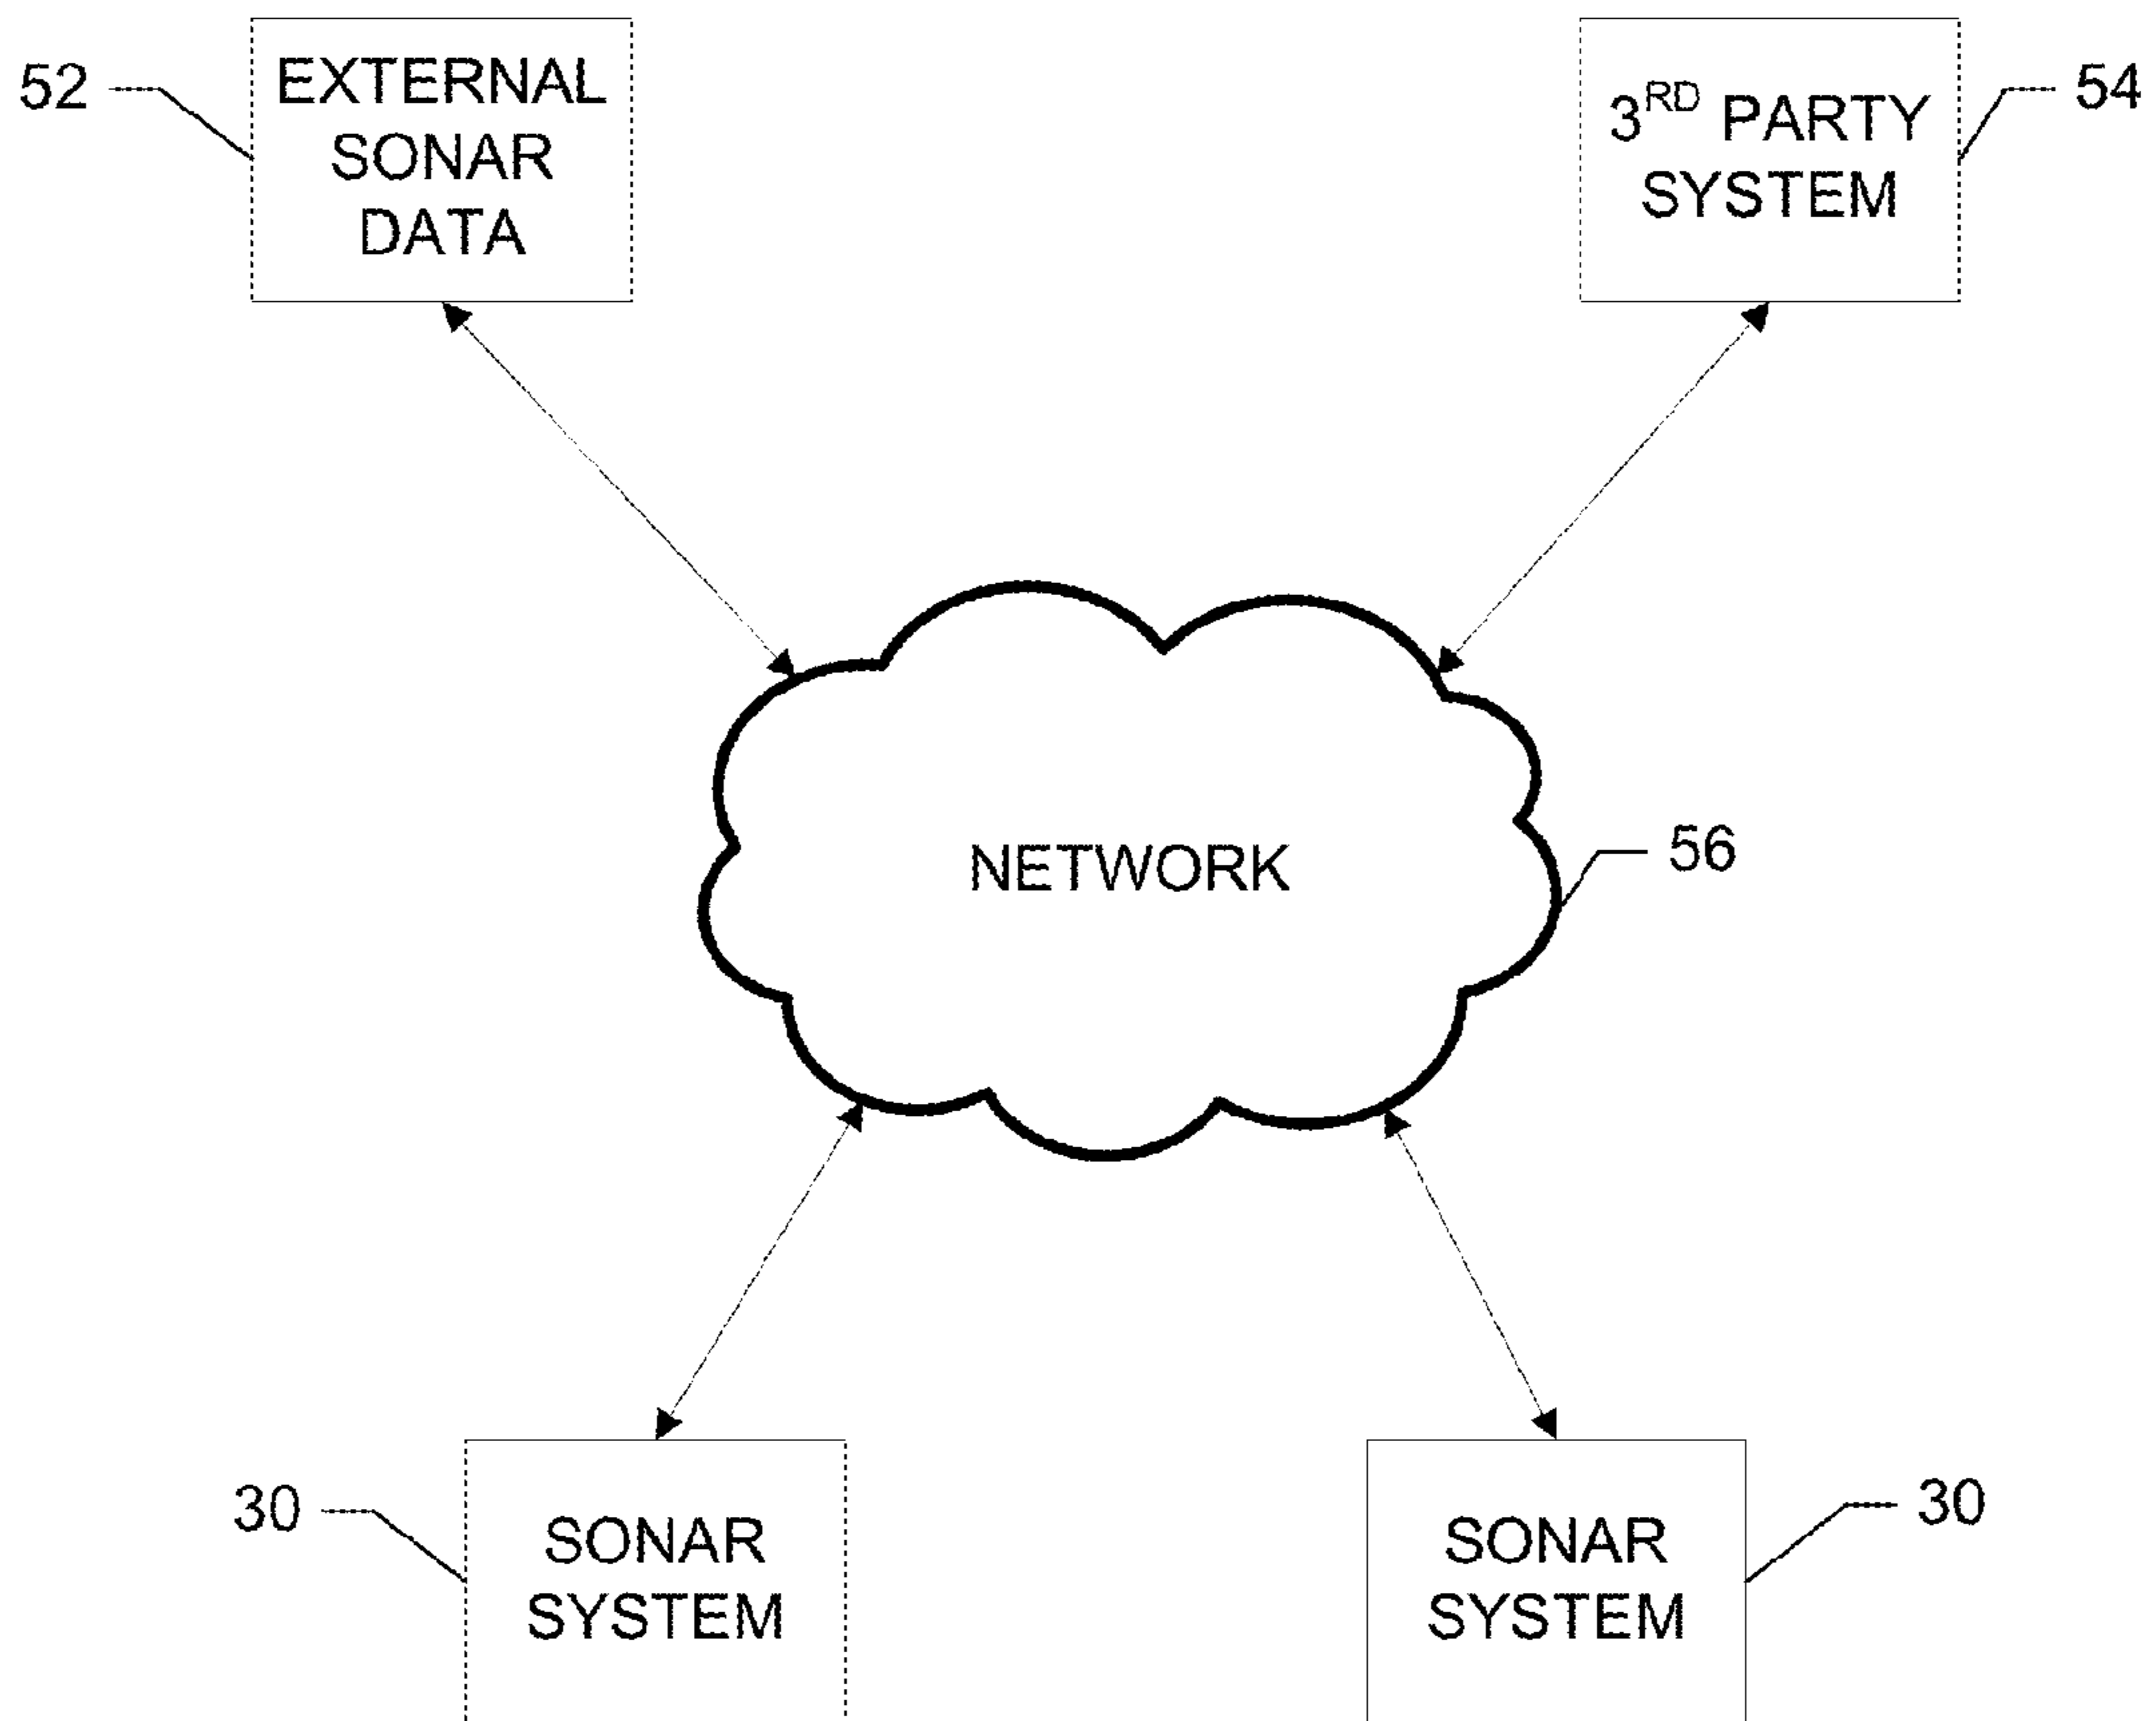 52
EXTERNAL
SONAR
DATA
3RD PARTY
SYSTEM
54
NETWORK
56
30
SONAR
SYSTEM
SONAR
SYSTEM
30